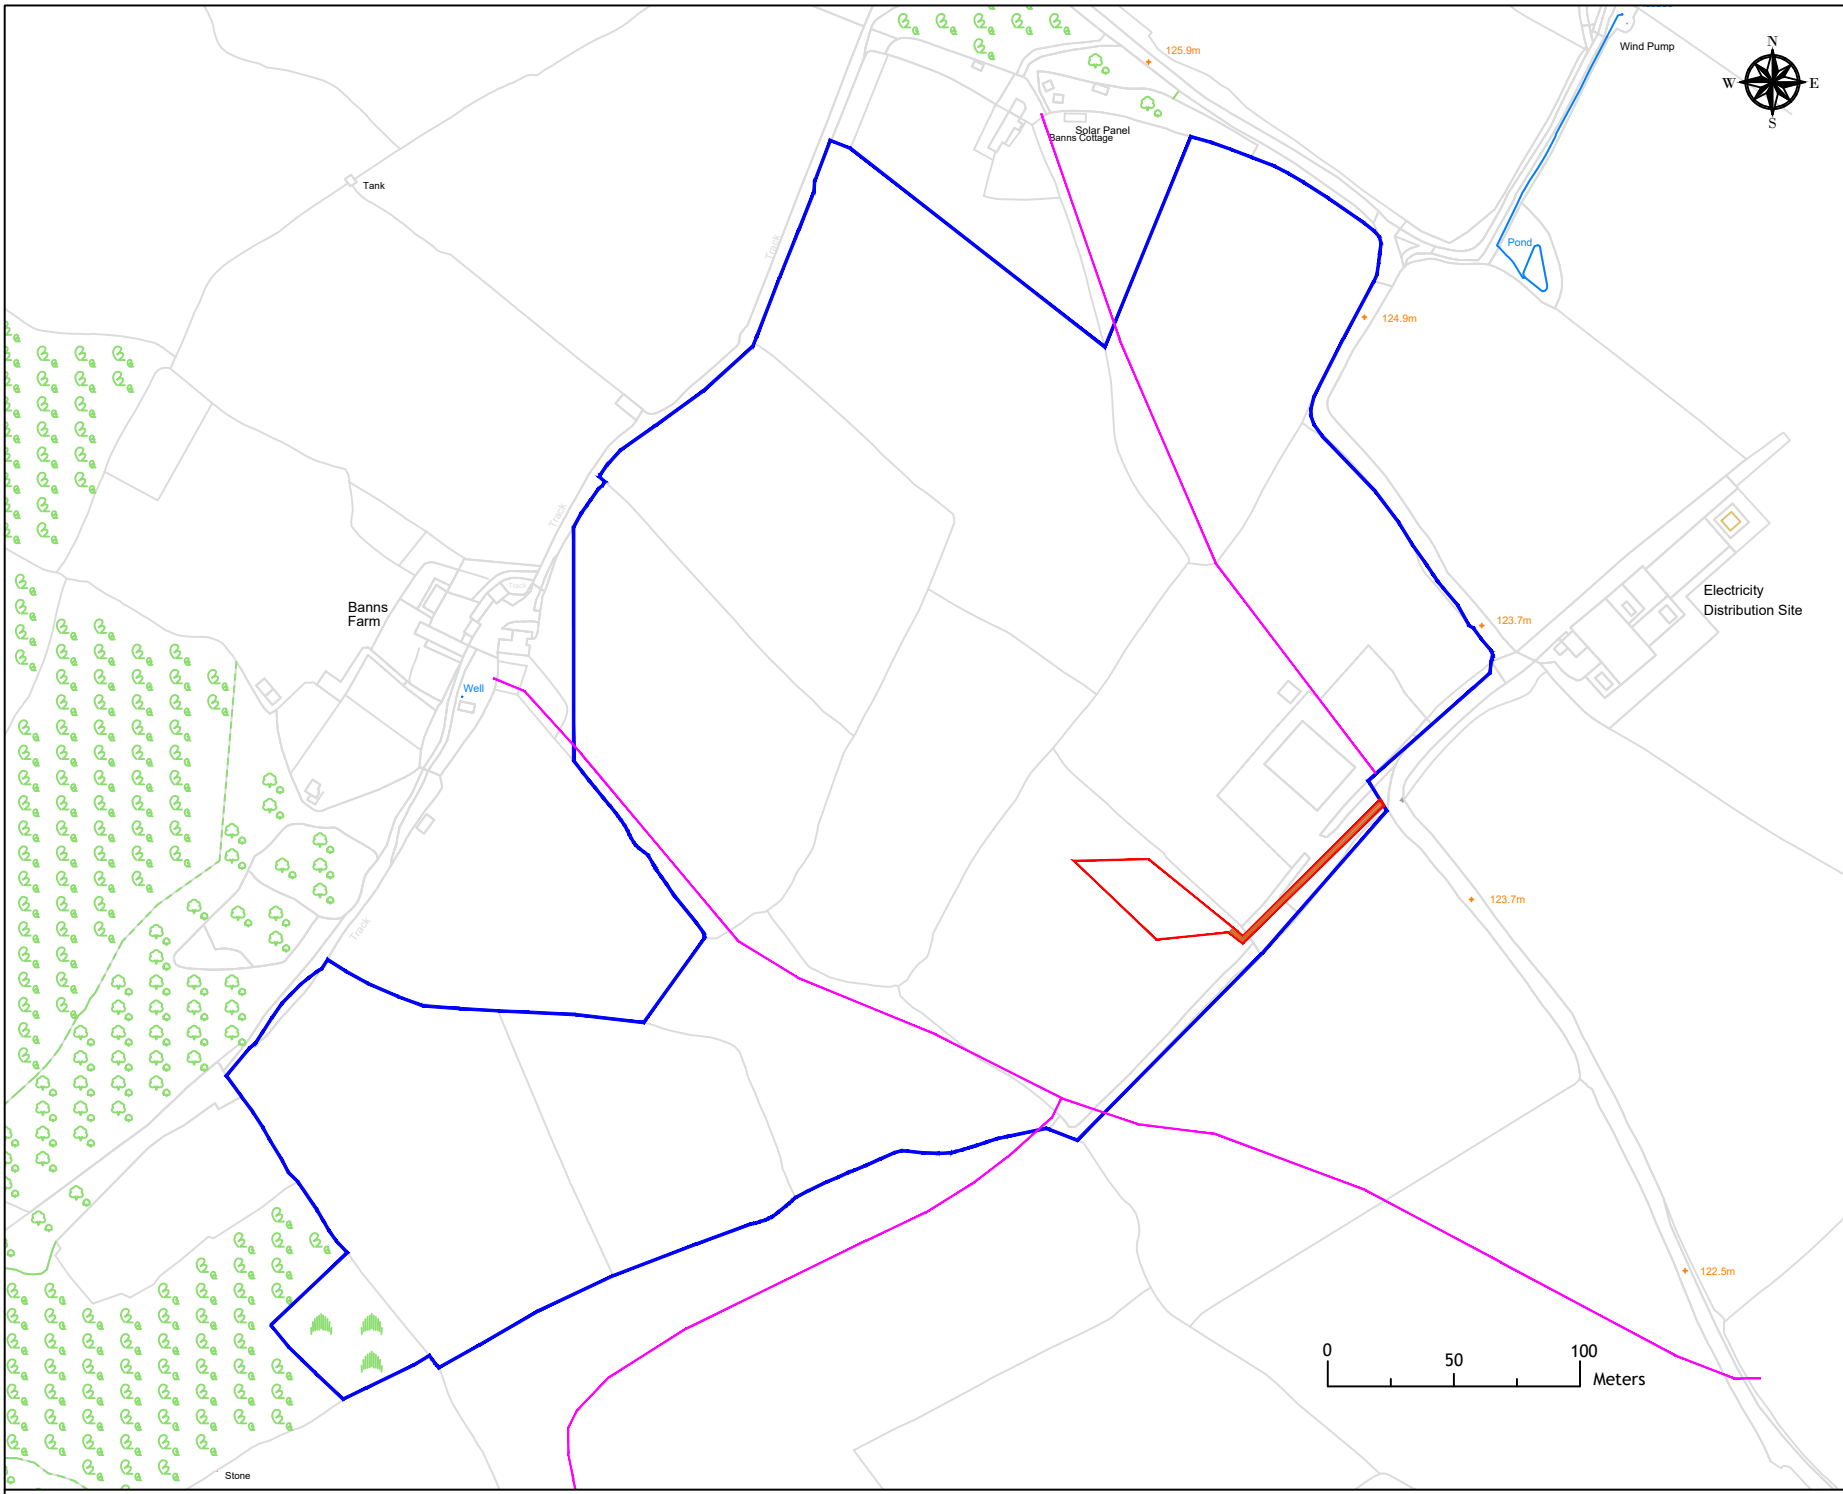 Wind Pump
N
W
E
S
125.9m
Solar Panel
Banns Cottage
Tank
Track
Pond
124.9m
Track
Electricity
Distribution Site
Track
Banns
Farm
123.7m
Well
123.7m
Track
122.5m
0
50
100
Meters
Stone